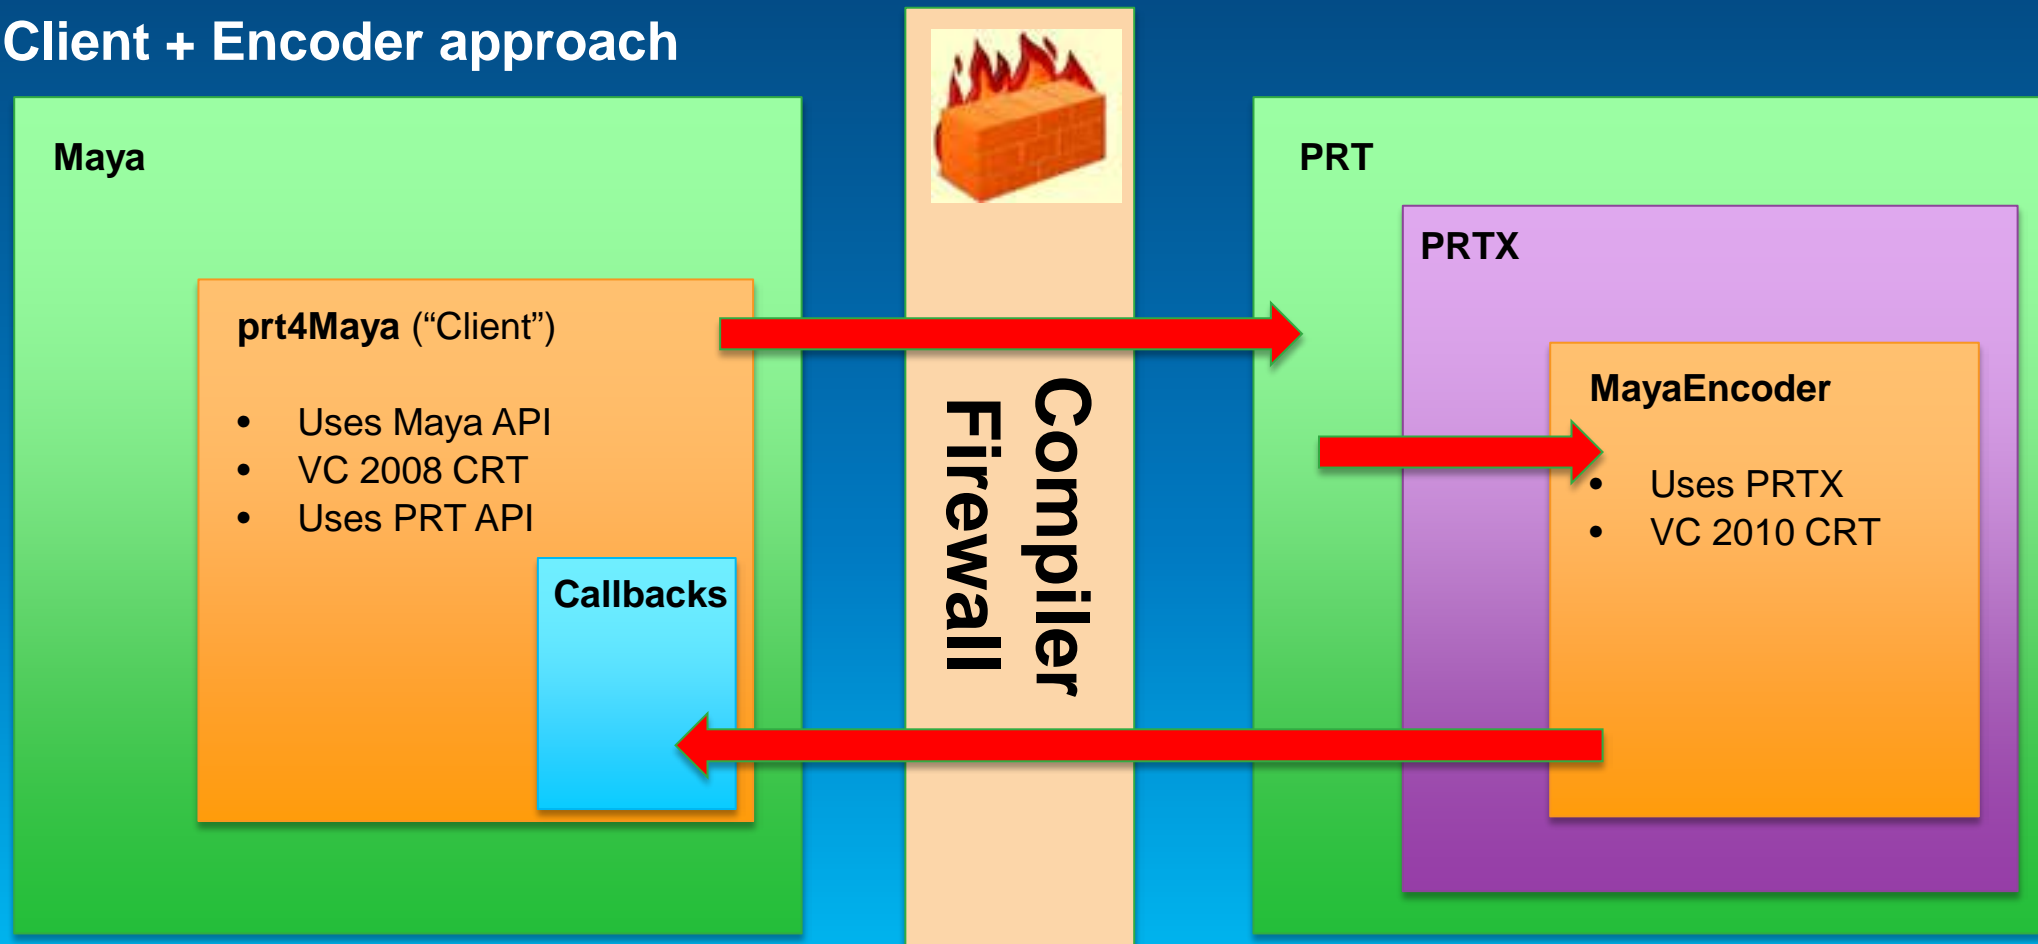 Client + Encoder approach
Maya
prt4Maya (“Client”)
• Uses Maya API
• VC 2008 CRT
• Uses PRT API
Callbacks
Compiler
Firewall
PRT
PRTX
MayaEncoder
• Uses PRTX
• VC 2010 CRT